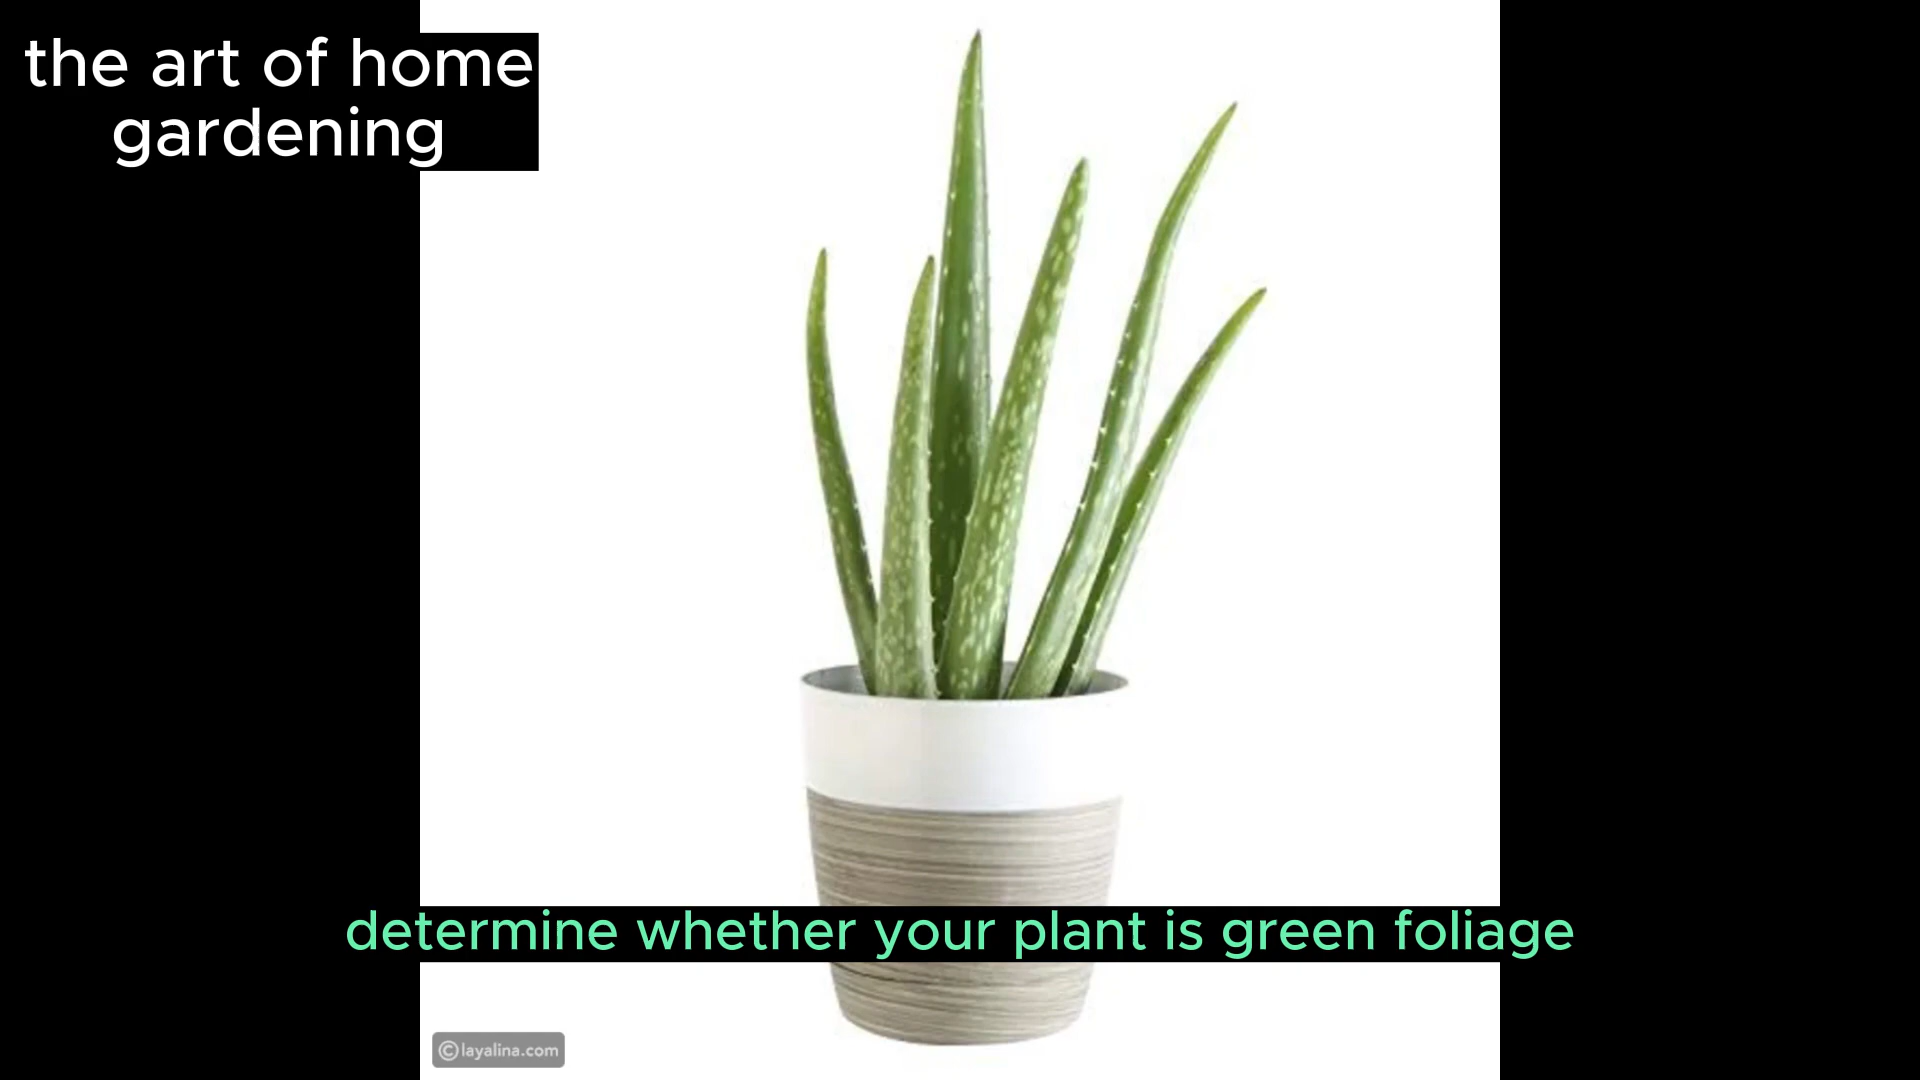 the art of home
gardening
determine whether your plant is green foliage
©layalina.com